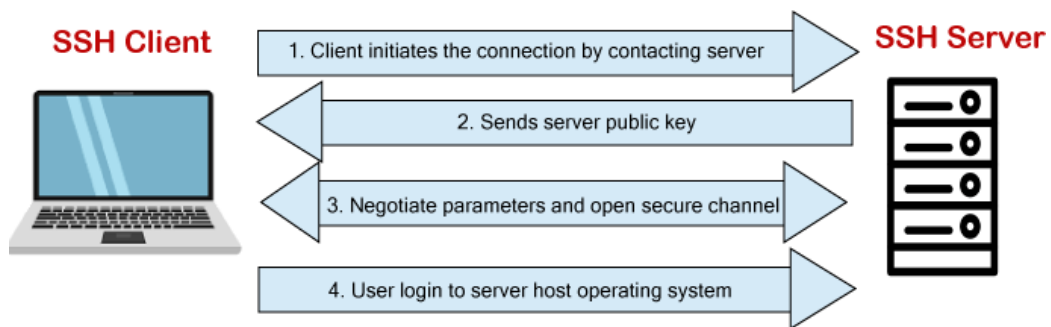 SSH Client
SSH Server
1. Client initiates the connection by contacting server
2. Sends server public key
3. Negotiate parameters and open secure channel
4. User login to server host operating system